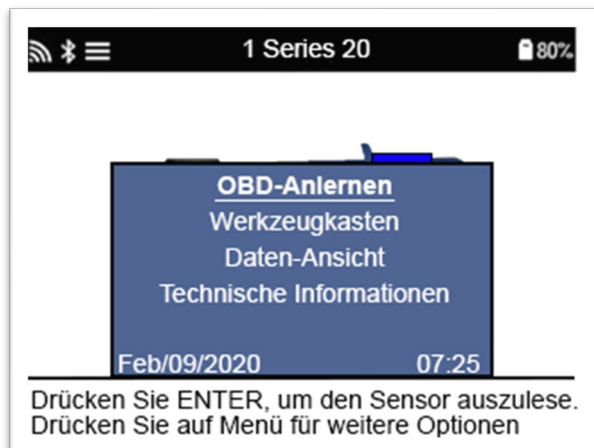 1 Series 20 80%
OBD-Anlernen
Werkzeugkasten
Daten-Ansicht
Technische Informationen
Feb/09/2020 07:25
Drücken Sie ENTER, um den Sensor auszulese.
Drücken Sie auf Menü für weitere Optionen